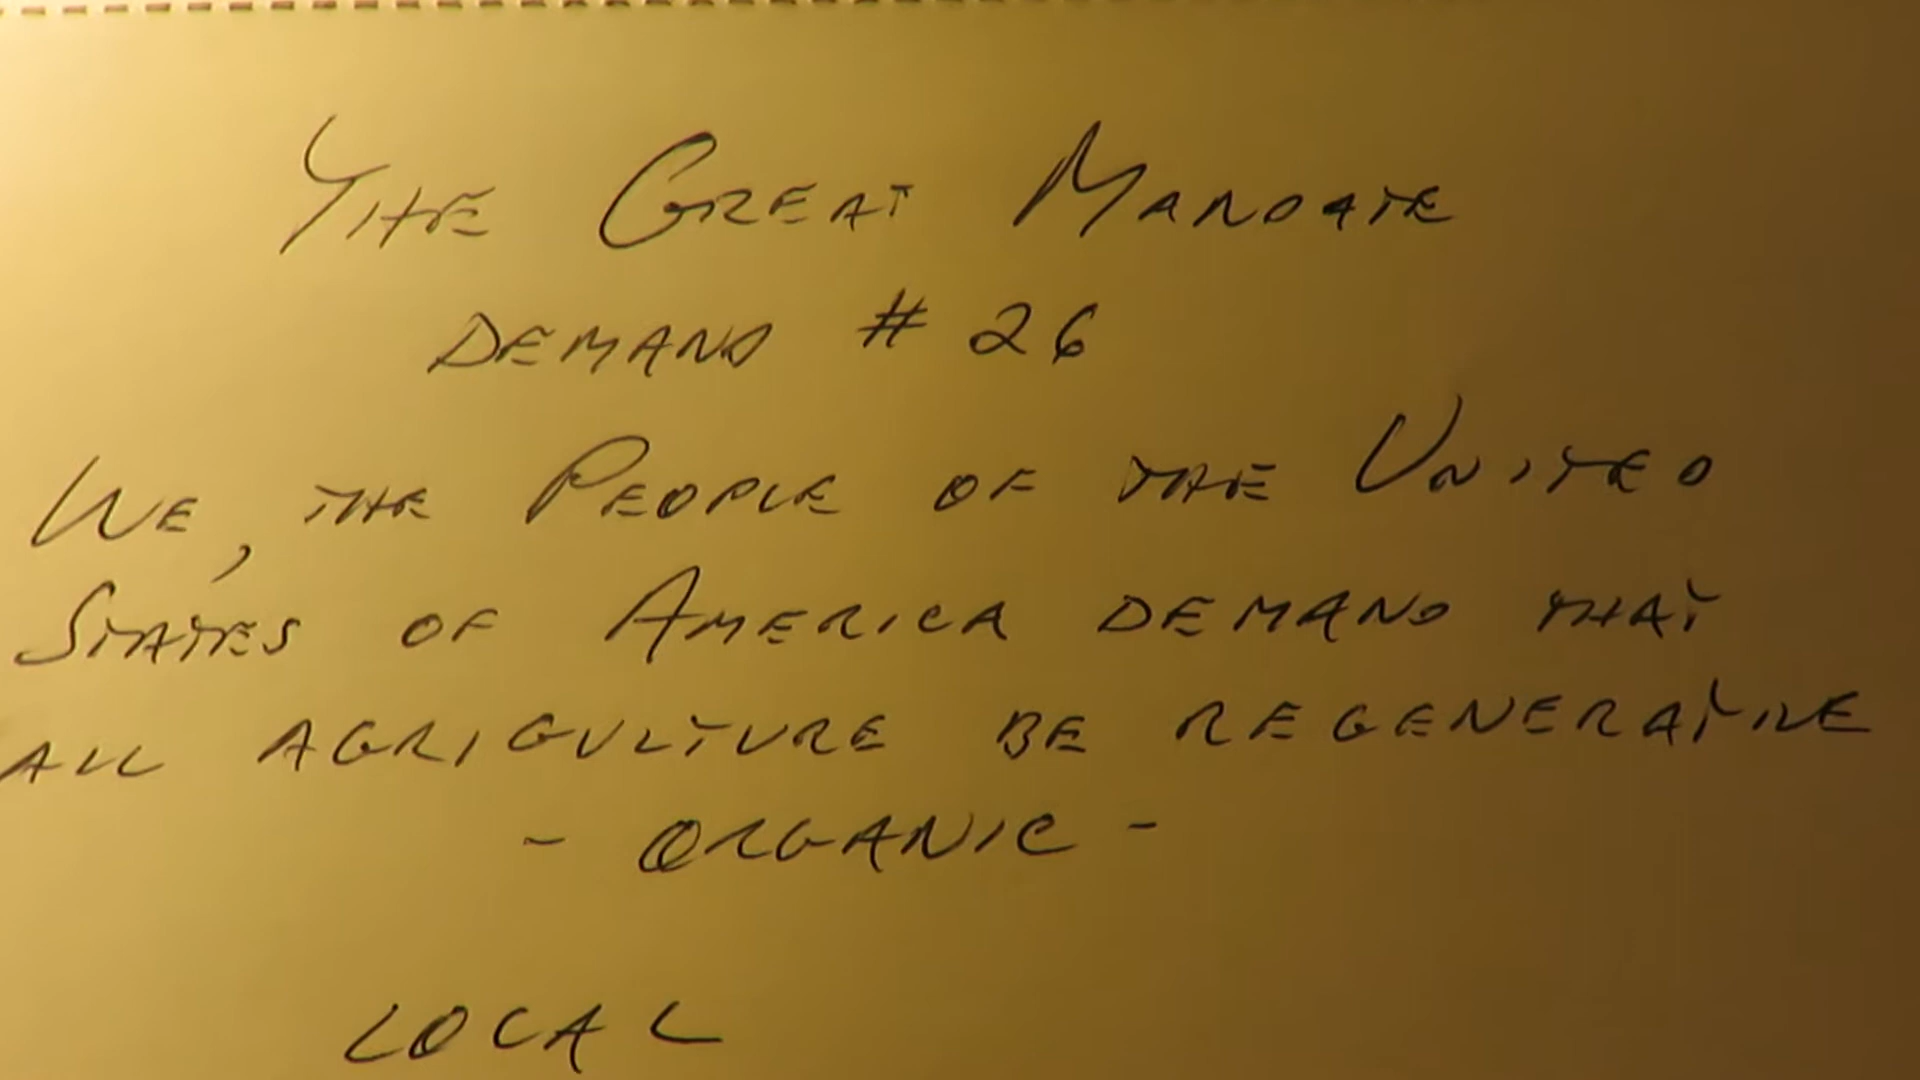 The Great Mandate
Demand # 26
We, the People of the United
States of America demand that
all agriculture be regenerative
- organic -
local